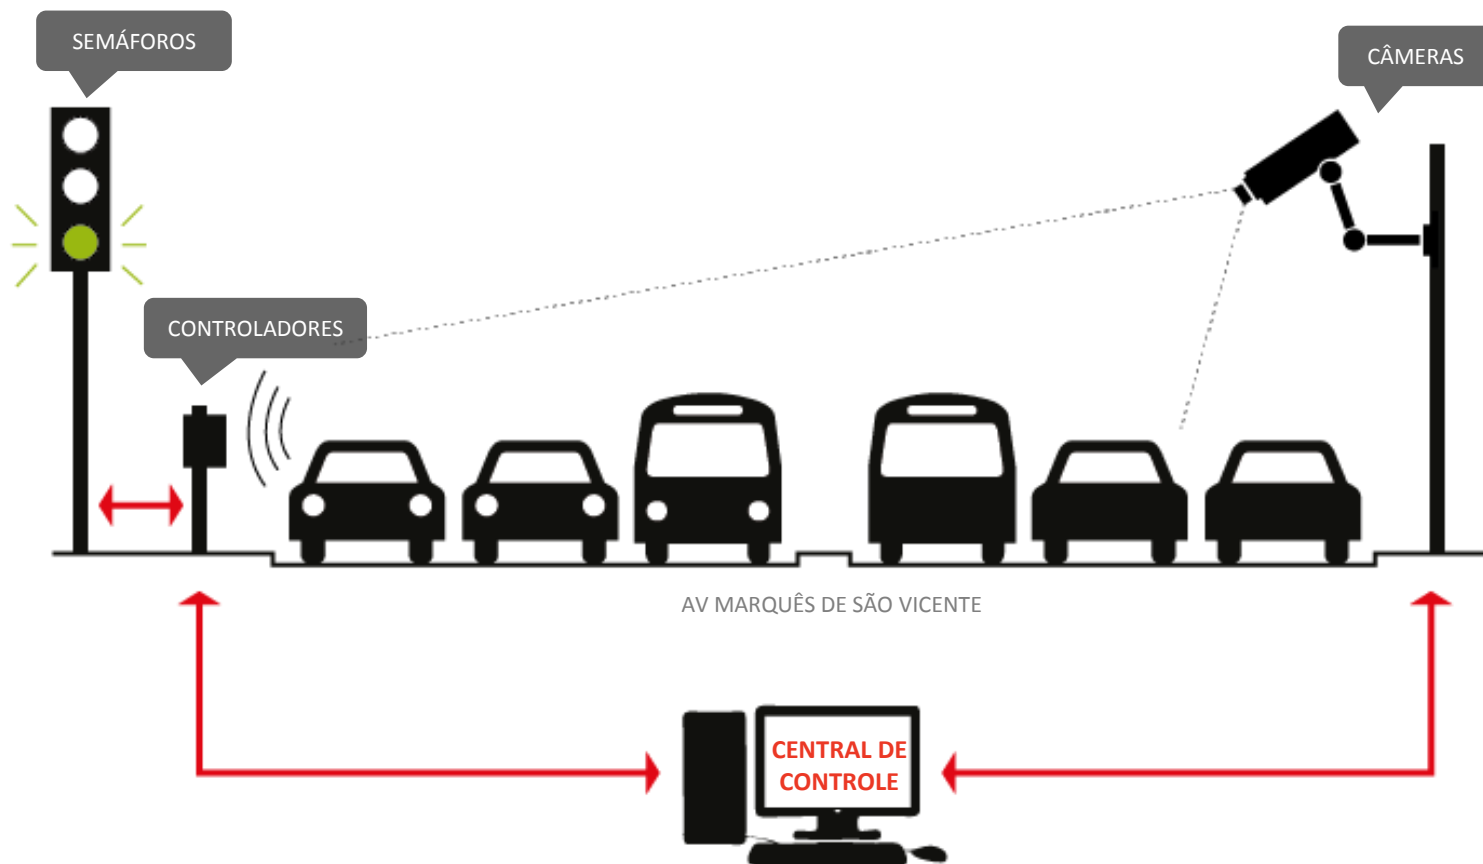 SEMÁFOROS
CÂMERAS
CONTROLADORES
AV MARQUÊS DE SÃO VICENTE
CENTRAL DE
CONTROLE